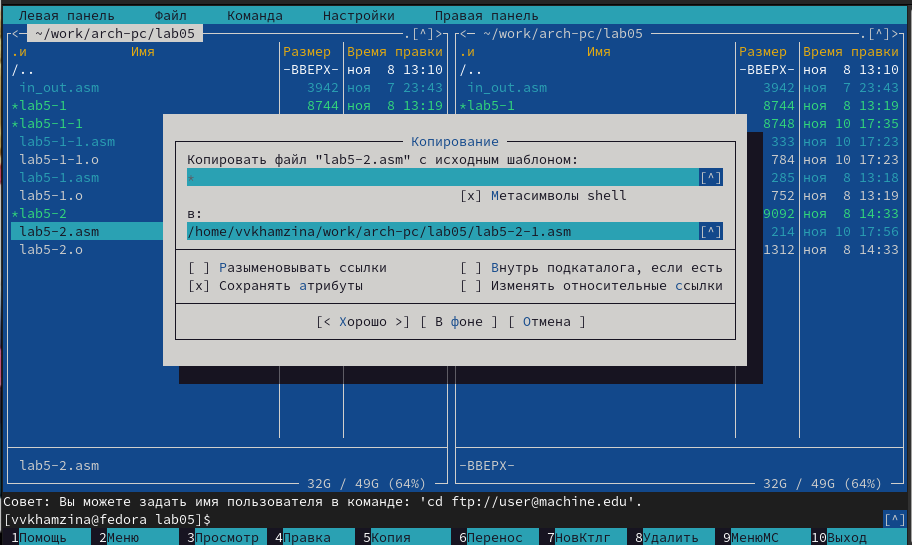 Левая панель Файл Команда Настройки Правая панель
<─ ~/work/arch-pc/lab05 .[^]> <─ ~/work/arch-pc/lab05 .[^]>
.и Имя Размер Время правки .и Имя Размер Время правки
/.. -ВВЕРХ- ноя 8 13:10 /.. -ВВЕРХ- ноя 8 13:10
in_out.asm 3942 ноя 7 23:43 in_out.asm 3942 ноя 7 23:43
*lab5-1 8744 ноя 8 13:19 *lab5-1 8744 ноя 8 13:19
*lab5-1-1 8748 ноя 10 17:35
lab5-1-1.asm 333 ноя 10 17:23
lab5-1-1.o 784 ноя 10 17:23
lab5-1.asm 285 ноя 8 13:18
lab5-1.o 752 ноя 8 13:19
*lab5-2 9092 ноя 8 14:33
lab5-2.asm 214 ноя 10 17:56
lab5-2.o 1312 ноя 8 14:33
Копирование
Копировать файл "lab5-2.asm" с исходным шаблоном:
* [^]
[x] Метасимволы shell
в:
/home/vvkhamzina/work/arch-pc/lab05/lab5-2-1.asm [^]
[ ] Разыменовывать ссылки [ ] Внутрь подкаталога, если есть
[x] Сохранять атрибуты [ ] Изменять относительные ссылки
[< Хорошо >] [ В фоне ] [ Отмена ]
lab5-2.asm -ВВЕРХ-
32G / 49G (64%) 32G / 49G (64%)
Совет: Вы можете задать имя пользователя в команде: 'cd ftp://user@machine.edu'.
[vvkhamzina@fedora lab05]$ [^]
1Помощь 2Меню 3Просмотр 4Правка 5Копия 6Перенос 7НовКтлг 8Удалить 9МенюMC 10Выход